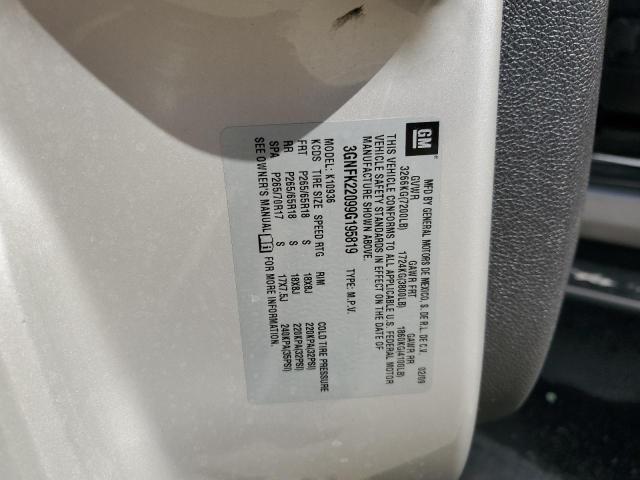 GM
MFD BY GENERAL MOTORS DE MEXICO, S. DE R.L. DE C.V. 02/09
GVWR GAWR FRT GAWR RR
3266KG(7200LB) 1724KG(3800LB) 1860KG(4100LB)
THIS VEHICLE CONFORMS TO ALL APPLICABLE U.S. FEDERAL MOTOR
VEHICLE SAFETY STANDARDS IN EFFECT ON THE DATE OF
MANUFACTURE SHOWN ABOVE.
3GNFK22099G195819 TYPE: M.P.V.
MODEL: K10936
KCDS TIRE SIZE SPEED RTG RIM COLD TIRE PRESSURE
FRT P265/65R18 S 18X8J 220KPA(32PSI)
RR P265/65R18 S 18X8J 220KPA(32PSI)
SPA P265/70R17 S 17X7.5J 240KPA(35PSI)
SEE OWNER'S MANUAL FOR MORE INFORMATION.